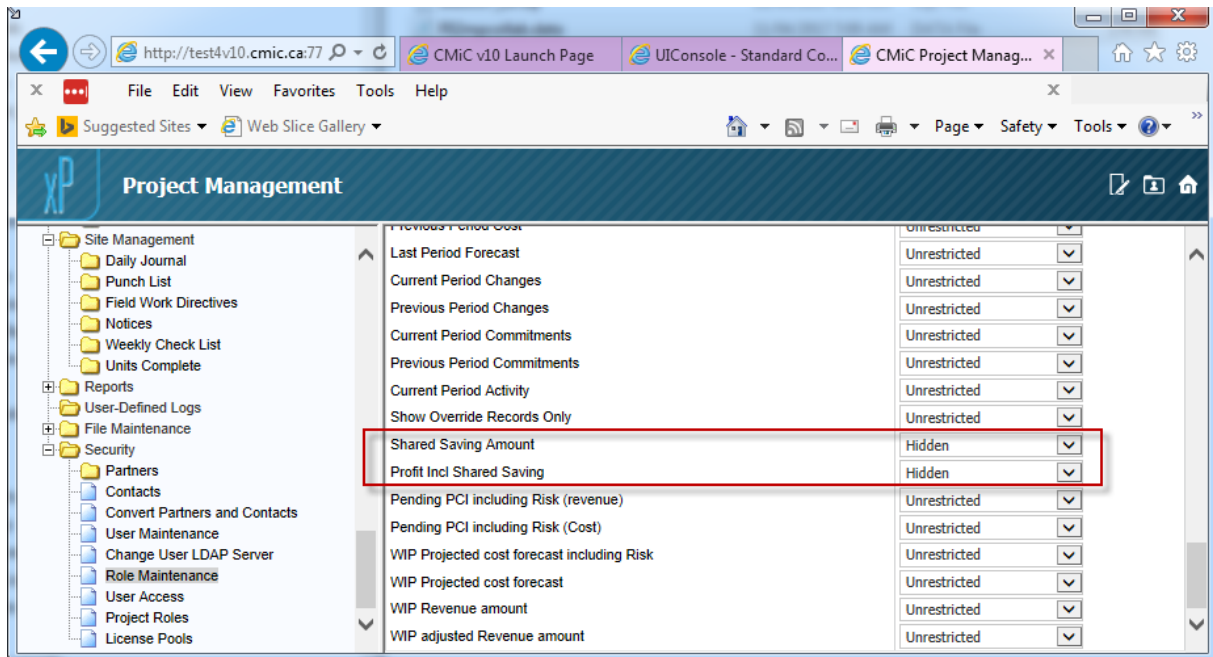 http://test4v10.cmic.ca:77
CMiC v10 Launch Page
UIConsole - Standard Co...
CMiC Project Manag...
File Edit View Favorites Tools Help
Suggested Sites
Web Slice Gallery
Page Safety Tools
xP Project Management
Site Management
Daily Journal
Punch List
Field Work Directives
Notices
Weekly Check List
Units Complete
Reports
User-Defined Logs
File Maintenance
Security
Partners
Contacts
Convert Partners and Contacts
User Maintenance
Change User LDAP Server
Role Maintenance
User Access
Project Roles
License Pools
Previous Period Cost Unrestricted
Last Period Forecast Unrestricted
Current Period Changes Unrestricted
Previous Period Changes Unrestricted
Current Period Commitments Unrestricted
Previous Period Commitments Unrestricted
Current Period Activity Unrestricted
Show Override Records Only Unrestricted
Shared Saving Amount Hidden
Profit Incl Shared Saving Hidden
Pending PCI including Risk (revenue) Unrestricted
Pending PCI including Risk (Cost) Unrestricted
WIP Projected cost forecast including Risk Unrestricted
WIP Projected cost forecast Unrestricted
WIP Revenue amount Unrestricted
WIP adjusted Revenue amount Unrestricted